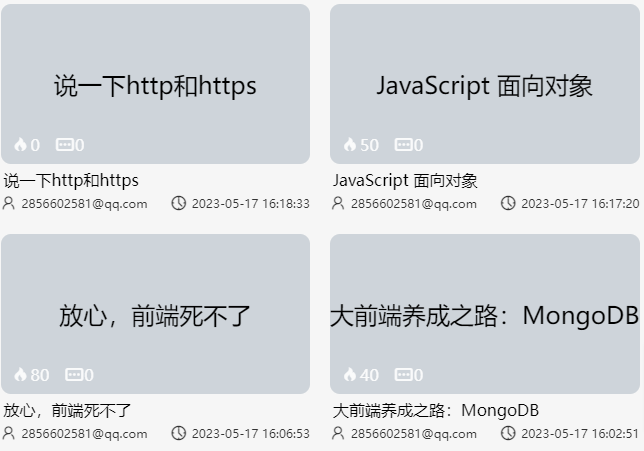 说一下http和https
0 0
说一下http和https
2856602581@qq.com 2023-05-17 16:18:33
JavaScript 面向对象
50 0
JavaScript 面向对象
2856602581@qq.com 2023-05-17 16:17:20
放心，前端死不了
80 0
放心，前端死不了
2856602581@qq.com 2023-05-17 16:06:53
大前端养成之路：MongoDB
40 0
大前端养成之路：MongoDB
2856602581@qq.com 2023-05-17 16:02:51